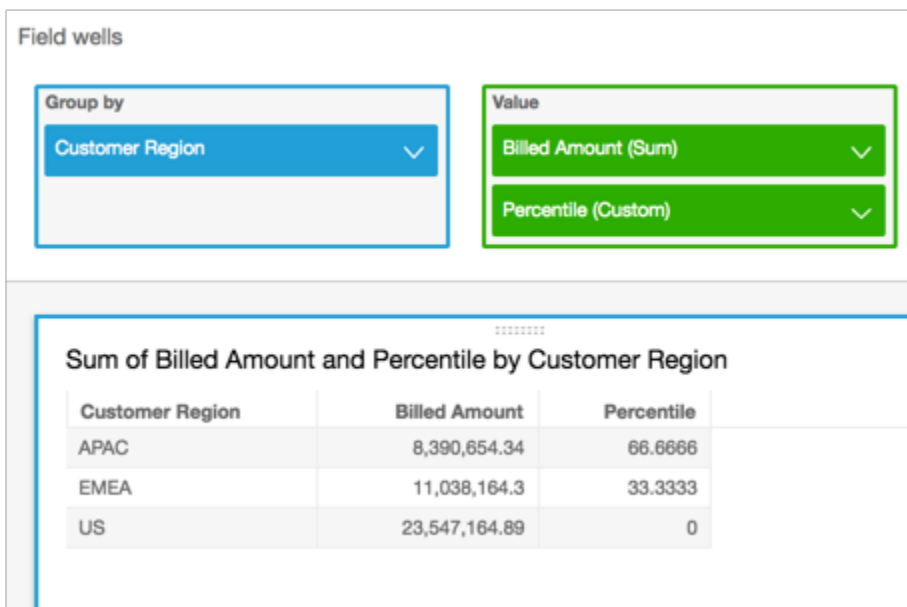 Field wells
Group by
Customer Region
Value
Billed Amount (Sum)
Percentile (Custom)
Sum of Billed Amount and Percentile by Customer Region
Customer Region Billed Amount Percentile
APAC 8,390,654.34 66.6666
EMEA 11,038,164.3 33.3333
US 23,547,164.89 0